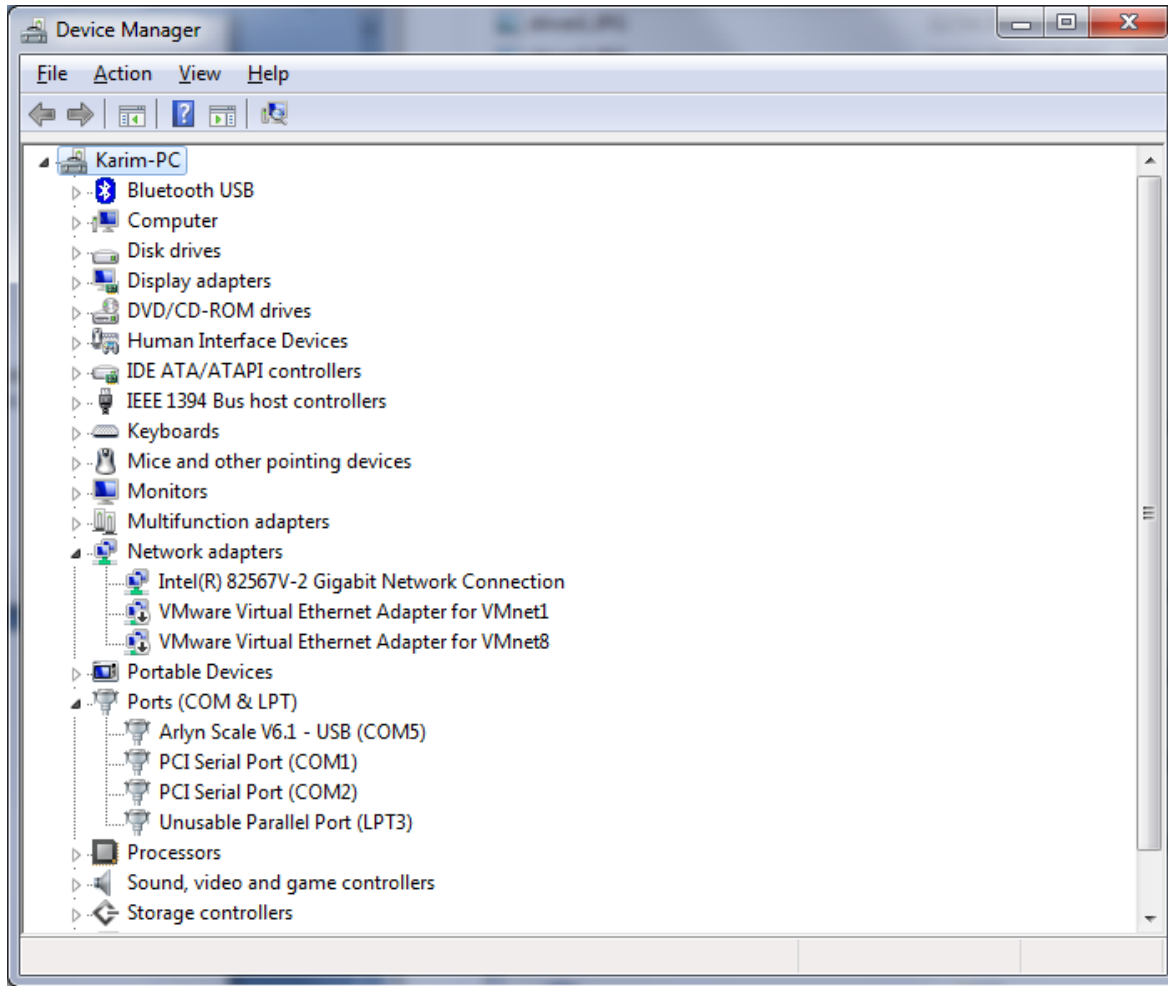 Device Manager
File Action View Help
Karim-PC
Bluetooth USB
Computer
Disk drives
Display adapters
DVD/CD-ROM drives
Human Interface Devices
IDE ATA/ATAPI controllers
IEEE 1394 Bus host controllers
Keyboards
Mice and other pointing devices
Monitors
Multifunction adapters
Network adapters
Intel(R) 82567V-2 Gigabit Network Connection
VMware Virtual Ethernet Adapter for VMnet1
VMware Virtual Ethernet Adapter for VMnet8
Portable Devices
Ports (COM & LPT)
Arlyn Scale V6.1 - USB (COM5)
PCI Serial Port (COM1)
PCI Serial Port (COM2)
Unusable Parallel Port (LPT3)
Processors
Sound, video and game controllers
Storage controllers